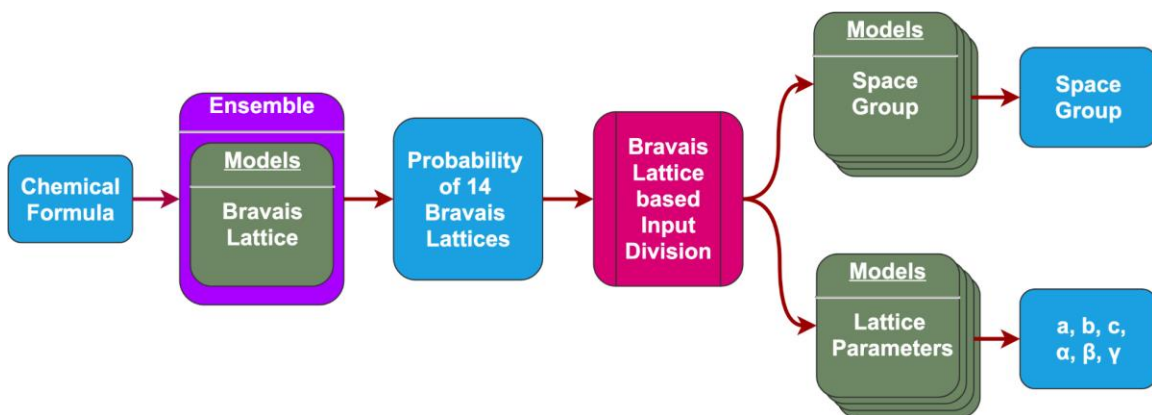 Chemical
Formula
Ensemble
Models
Bravais
Lattice
Probability
of 14
Bravais
Lattices
Bravais
Lattice
based
Input
Division
Models
Space
Group
Space
Group
Models
Lattice
Parameters
a, b, c,
α, β, γ